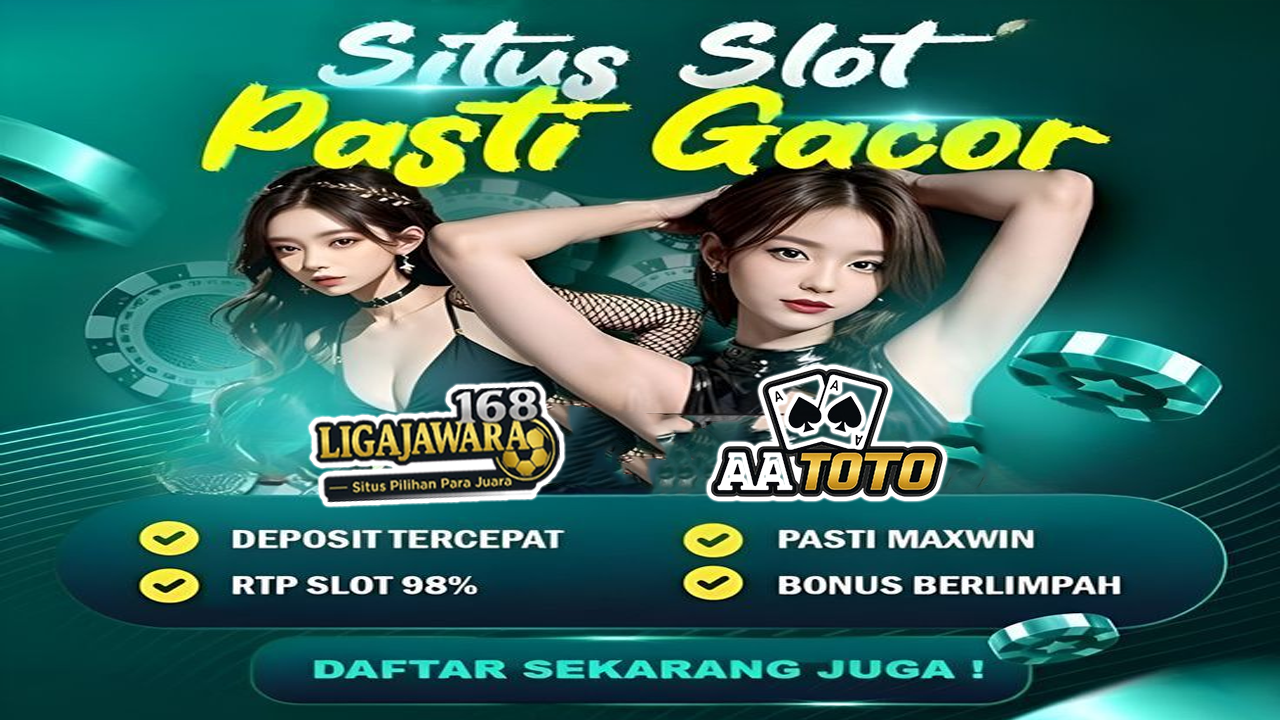 Situs Slot
Pasti Gacor
168
LIGAJAWARA
Situs Pilihan Para Juara
A
A
A
AATOTO
DEPOSIT TERCEPAT
PASTI MAXWIN
RTP SLOT 98%
BONUS BERLIMPAH
DAFTAR SEKARANG JUGA !